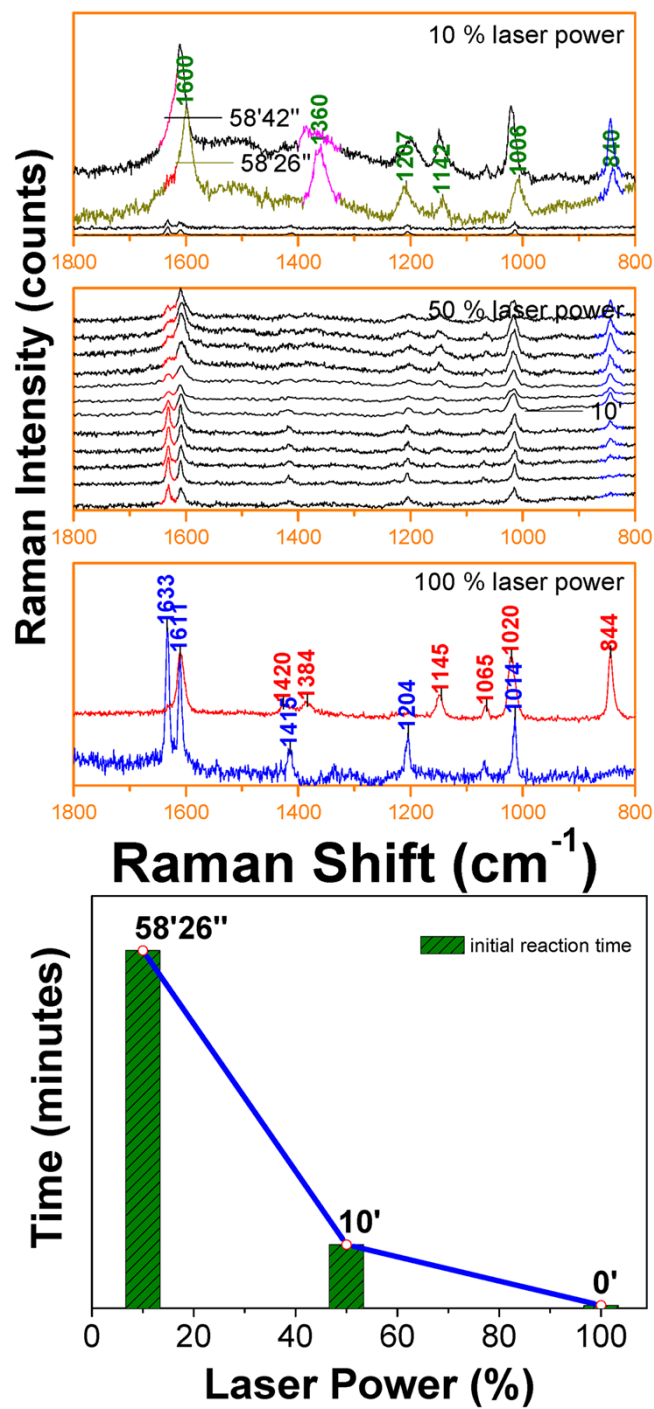 10 % laser power
1600
58'42"
1360
58'26"
1207
1142
1006
840
1800 1600 1400 1200 1000 800
50 % laser power
10'
1800 1600 1400 1200 1000 800
100 % laser power
1633
1611
1420
1384
1415
1145
1204
1065
1020
1014
844
1800 1600 1400 1200 1000 800
Raman Intensity (counts)
Raman Shift (cm-1)
58'26"
initial reaction time
10'
0'
Time (minutes)
0 20 40 60 80 100
Laser Power (%)